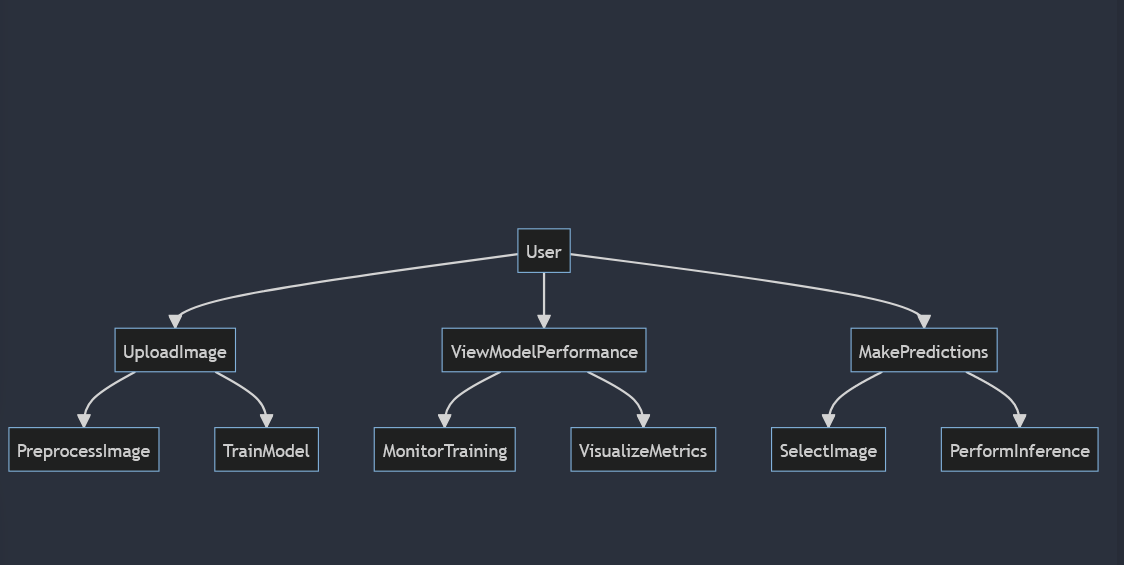 User
UploadImage
ViewModelPerformance
MakePredictions
PreprocessImage
TrainModel
MonitorTraining
VisualizeMetrics
SelectImage
PerformInference